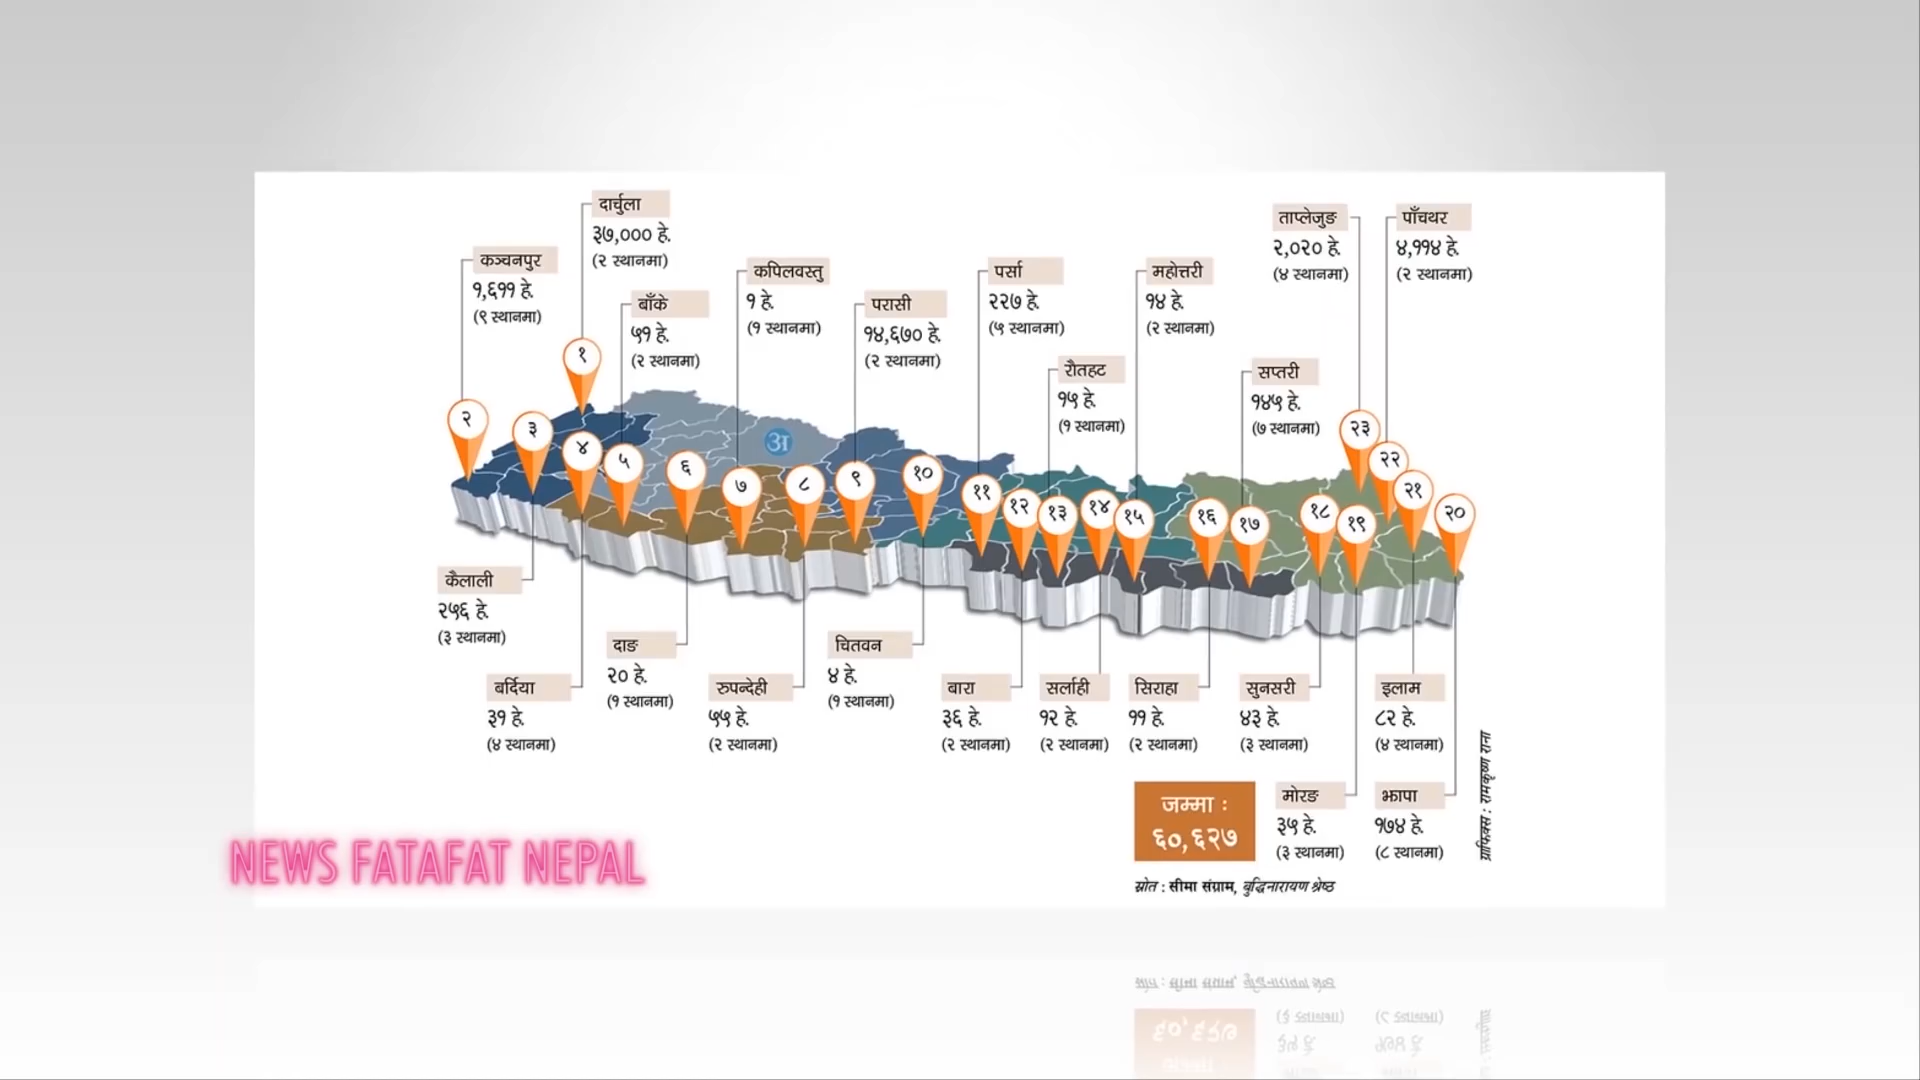 दार्चुला
३७,००० हे.
(२ स्थानमा)
कञ्चनपुर
१,६११ हे.
(९ स्थानमा)
बाँके
५१ हे.
(२ स्थानमा)
कपिलवस्तु
१ हे.
(१ स्थानमा)
परासी
१४,६७० हे.
(२ स्थानमा)
पर्सा
२२७ हे.
(५ स्थानमा)
रौतहट
१५ हे.
(१ स्थानमा)
महोत्तरी
१४ हे.
(२ स्थानमा)
सप्तरी
१४५ हे.
(७ स्थानमा)
ताप्लेजुङ
२,०२० हे.
(४ स्थानमा)
पाँचथर
४,११४ हे.
(२ स्थानमा)
१
२
३
४
५
६
७
८
९
१०
११
१२
१३
१४
१५
१६
१७
१८
१९
२०
२१
२२
२३
अ
कैलाली
२५६ हे.
(३ स्थानमा)
बर्दिया
३१ हे.
(४ स्थानमा)
दाङ
२० हे.
(१ स्थानमा)
रुपन्देही
५५ हे.
(२ स्थानमा)
चितवन
४ हे.
(१ स्थानमा)
बारा
३६ हे.
(२ स्थानमा)
सर्लाही
१२ हे.
(२ स्थानमा)
सिराहा
११ हे.
(२ स्थानमा)
सुनसरी
४३ हे.
(३ स्थानमा)
इलाम
८२ हे.
(४ स्थानमा)
जम्मा :
६०,६२७
मोरङ
३५ हे.
(३ स्थानमा)
झापा
१७४ हे.
(८ स्थानमा)
स्रोत : सीमा संग्राम, बुद्धिनारायण श्रेष्ठ
ग्राफिक्स : रामकृष्ण राना
NEWS FATAFAT NEPAL